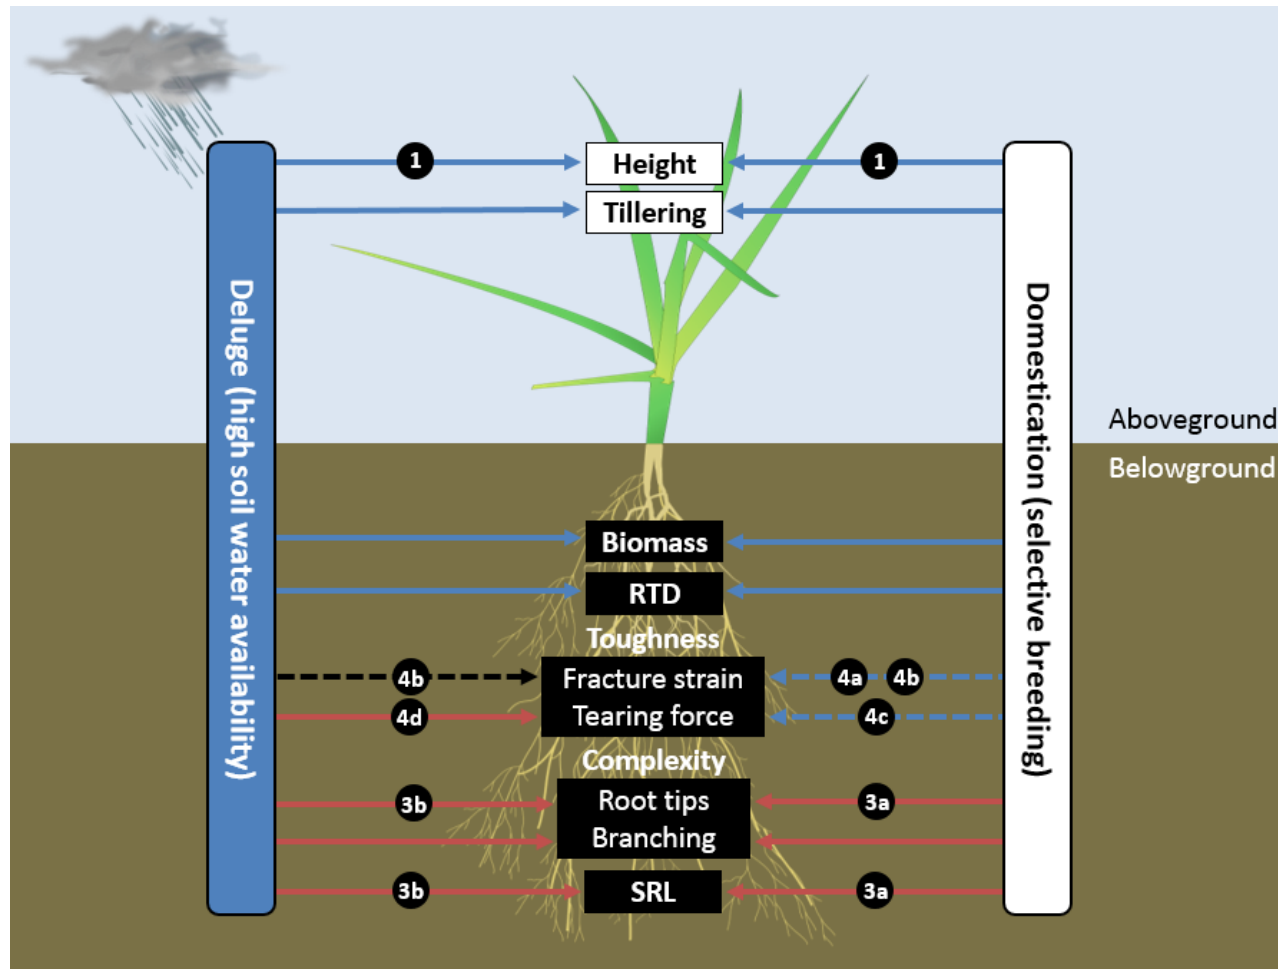 1
Height
1
Tillering
Deluge (high soil water availability)
Domestication (selective breeding)
Aboveground
Belowground
Biomass
RTD
Toughness
4b
Fracture strain
4a
4b
4d
Tearing force
4c
Complexity
3b
Root tips
3a
Branching
3b
SRL
3a